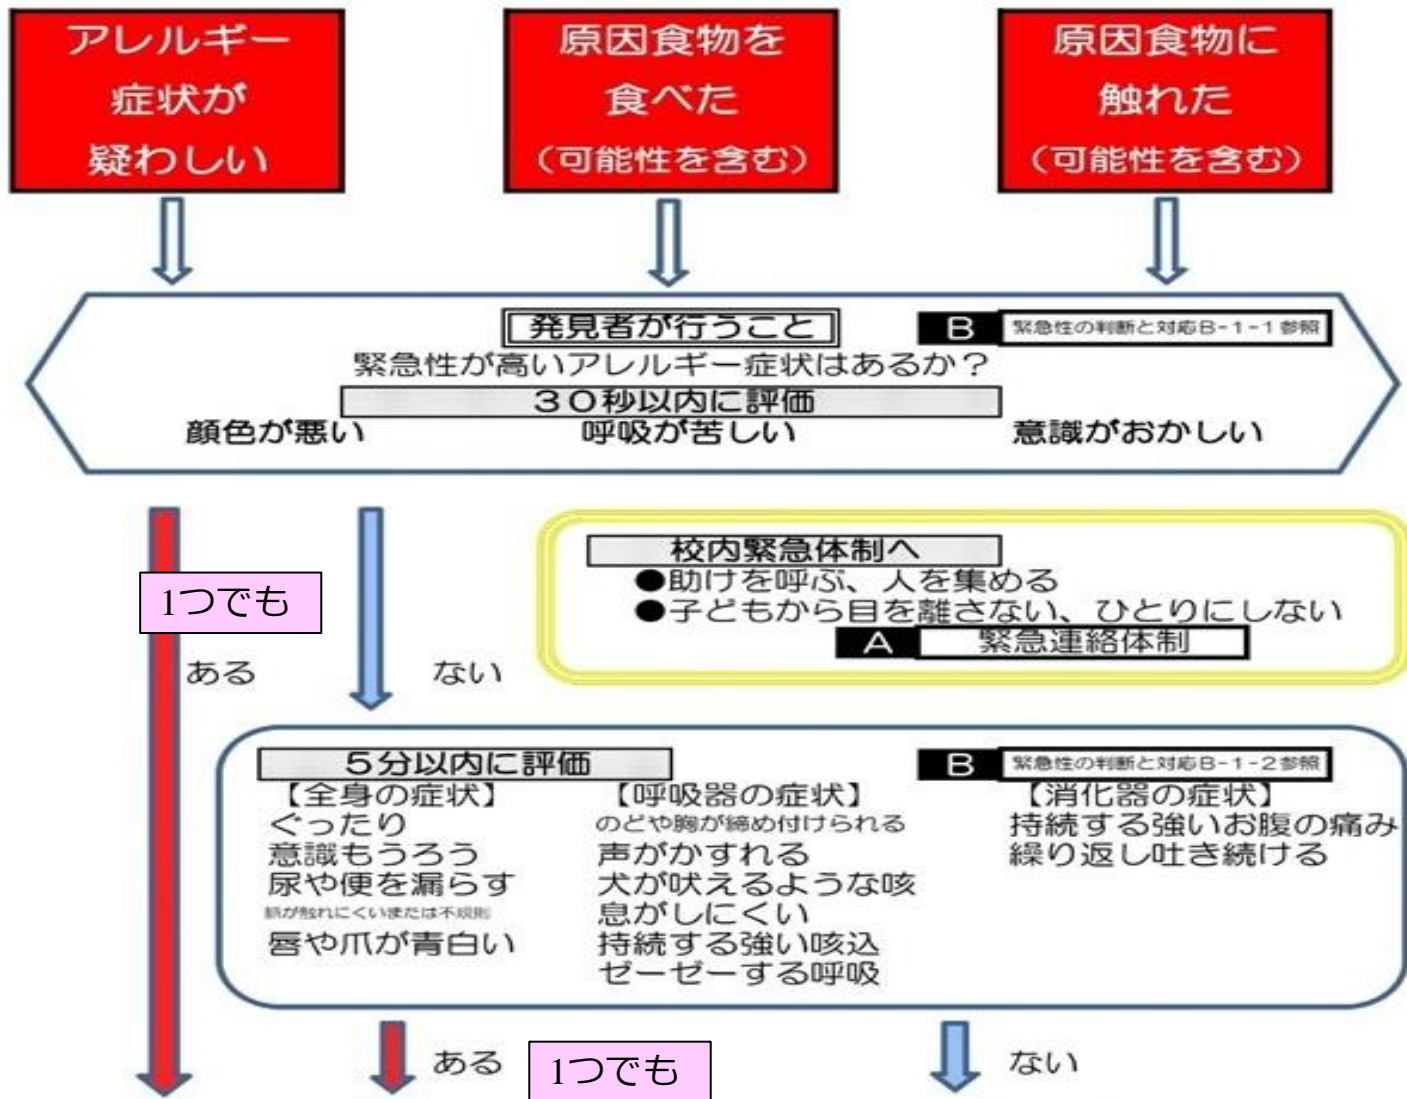 アレルギー
症状が
疑わしい
原因食物を
食べた
(可能性を含む)
原因食物に
触れた
(可能性を含む)
発見者が行うこと
B 緊急性の判断と対応B-1-1参照
緊急性が高いアレルギー症状はあるか？
30秒以内に評価
顔色が悪い 呼吸が苦しい 意識がおかしい
1つでも
ある
ない
校内緊急体制へ
●助けを呼ぶ、人を集める
●子どもから目を離さない、ひとりにしない
A 緊急連絡体制
5分以内に評価
B 緊急性の判断と対応B-1-2参照
【全身の症状】
ぐったり
意識もうろう
尿や便を漏らす
脈が触れにくいまたは不規則
唇や爪が青白い
【呼吸器の症状】
のどや胸が締め付けられる
声がかすれる
犬が吠えるような咳
息がしにくい
持続する強い咳込
ゼーゼーする呼吸
【消化器の症状】
持続する強いお腹の痛み
繰り返し吐き続ける
ある
1つでも
ない